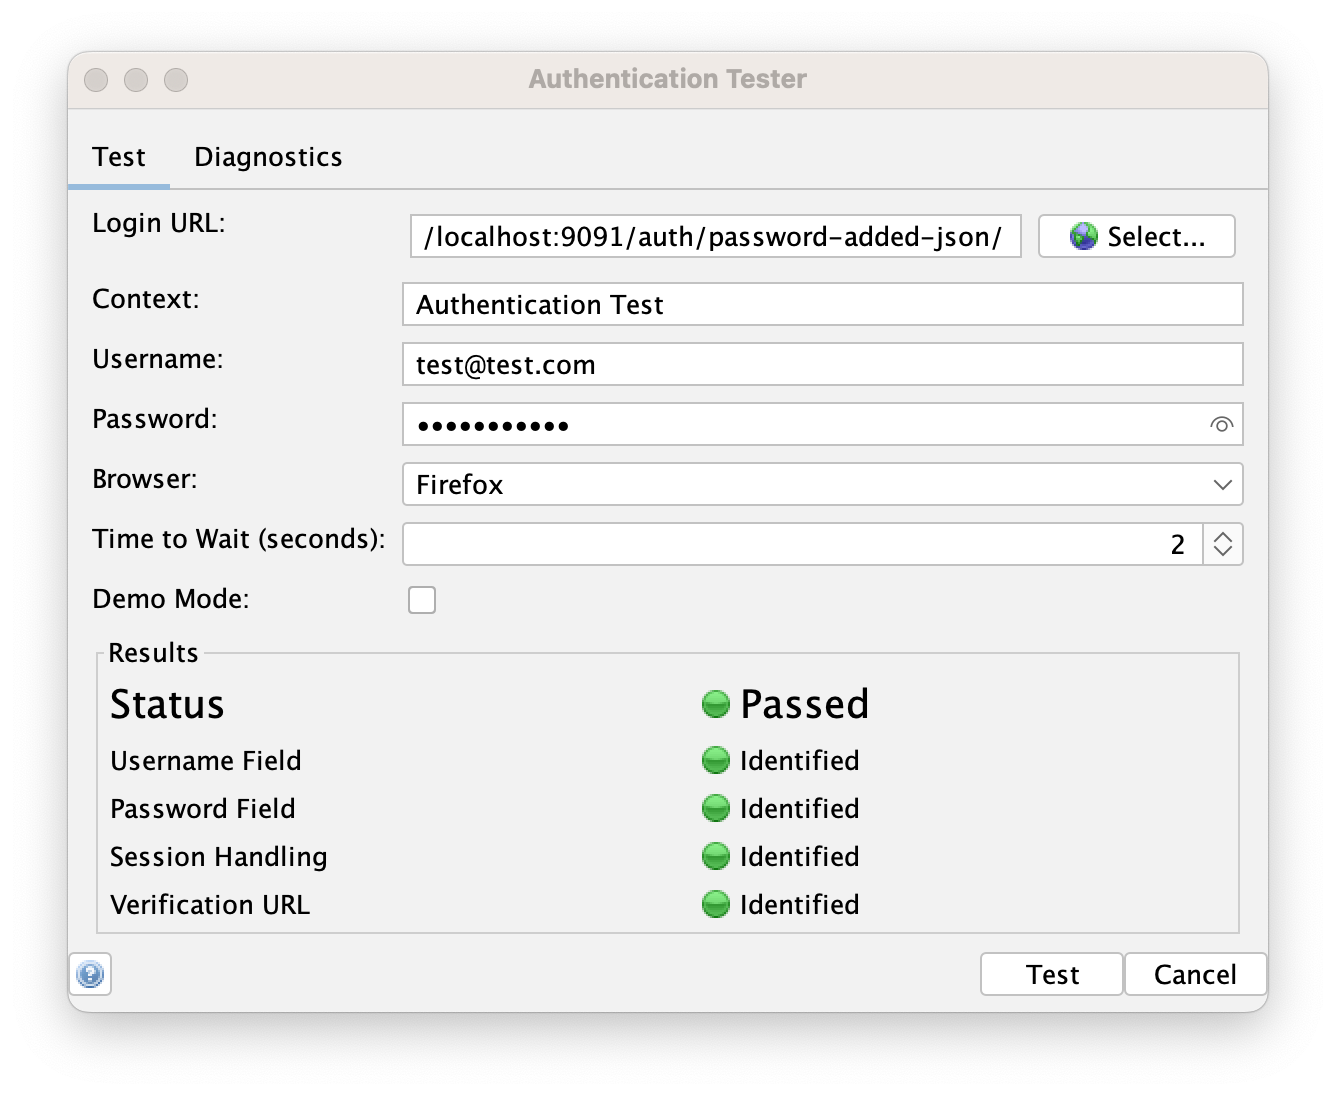 Authentication Tester
Test Diagnostics
Login URL: /localhost:9091/auth/password-added-json/ Select...
Context: Authentication Test
Username: test@test.com
Password: •••••••••••
Browser: Firefox
Time to Wait (seconds): 2
Demo Mode:
Results
Status Passed
Username Field Identified
Password Field Identified
Session Handling Identified
Verification URL Identified
? Test Cancel